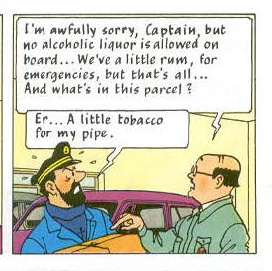 I'm awfully sorry, Captain, but
no alcoholic liquor is allowed on
board... We've a little rum, for
emergencies, but that's all...
And what's in this parcel ?
Er... A little tobacco
for my pipe.